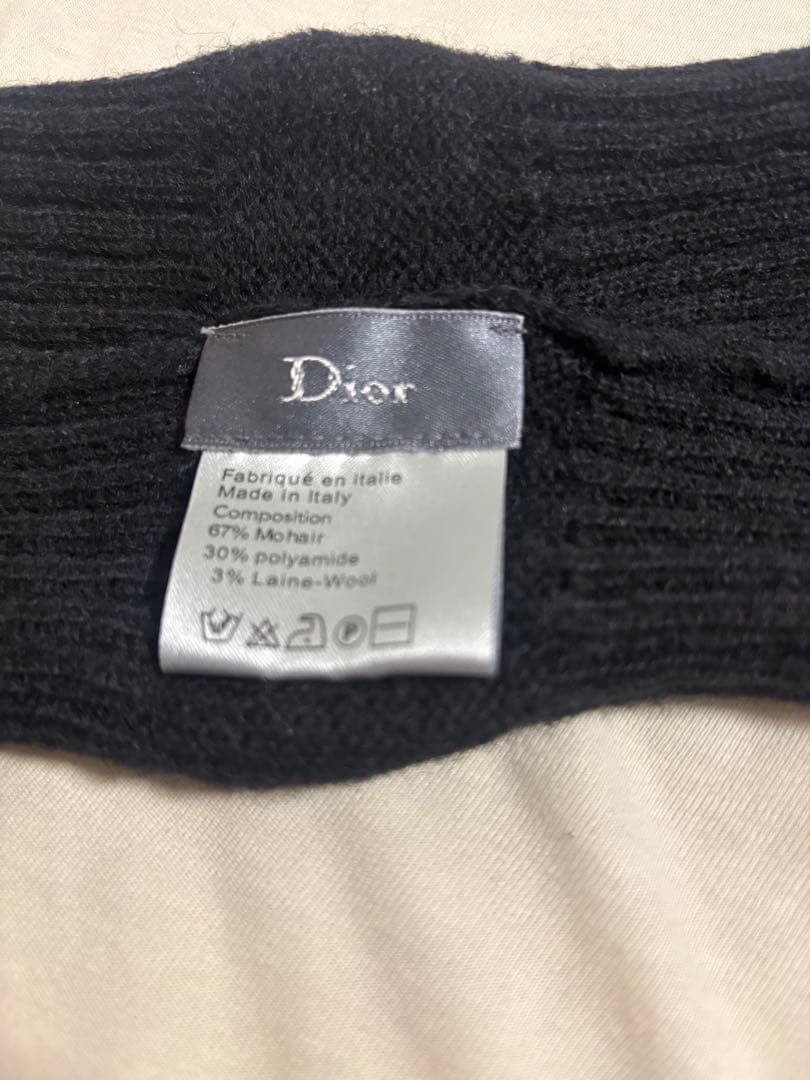 Dior
Fabriqué en italie
Made in Italy
Composition
67% Mohair
30% polyamide
3% Laine-Wool
P